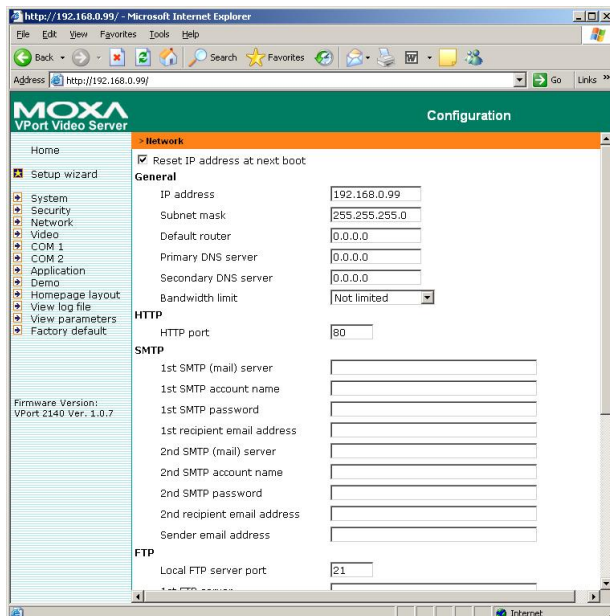 http://192.168.0.99/ - Microsoft Internet Explorer
File Edit View Favorites Tools Help
Back Search Favorites
Address http://192.168.0.99/ Go Links »
MOXA
VPort Video Server
Configuration
Home
Setup wizard
System
Security
Network
Video
COM 1
COM 2
Application
Demo
Homepage layout
View log file
View parameters
Factory default
Firmware Version:
VPort 2140 Ver. 1.0.7
> Network
Reset IP address at next boot
General
IP address 192.168.0.99
Subnet mask 255.255.255.0
Default router 0.0.0.0
Primary DNS server 0.0.0.0
Secondary DNS server 0.0.0.0
Bandwidth limit Not limited
HTTP
HTTP port 80
SMTP
1st SMTP (mail) server
1st SMTP account name
1st SMTP password
1st recipient email address
2nd SMTP (mail) server
2nd SMTP account name
2nd SMTP password
2nd recipient email address
Sender email address
FTP
Local FTP server port 21
1st FTP server
Internet